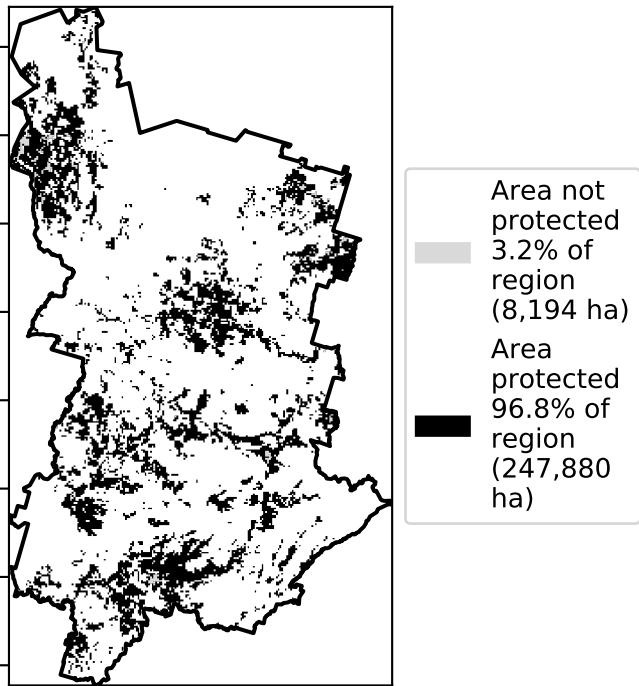 Area not
protected
3.2% of
region
(8,194 ha)
Area
protected
96.8% of
region
(247,880
ha)